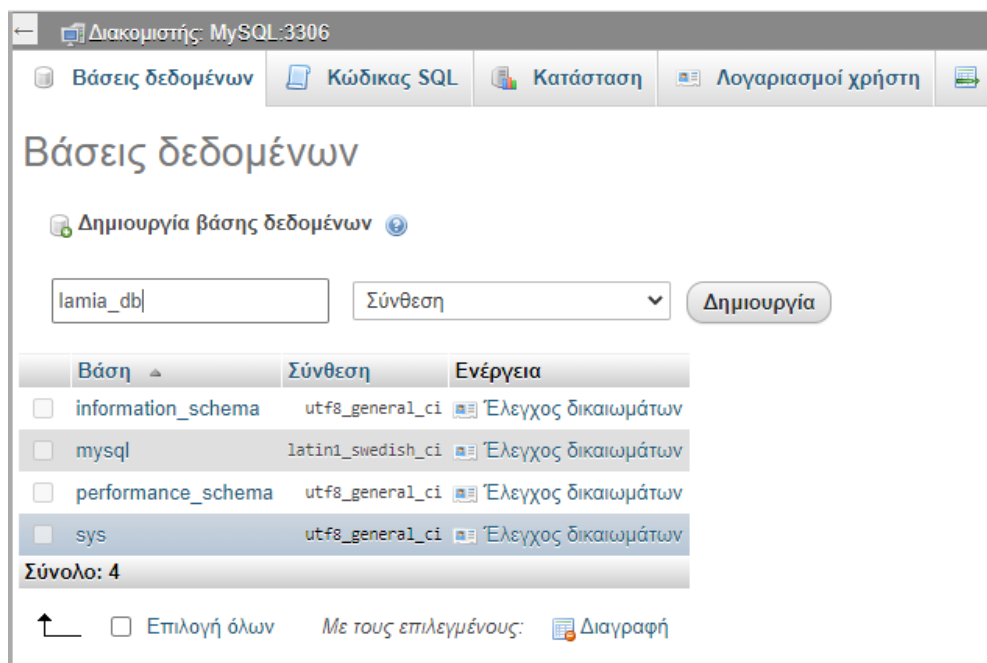 Διακομιστής: MySQL:3306
Βάσεις δεδομένων Κώδικας SQL Κατάσταση Λογαριασμοί χρήστη
Βάσεις δεδομένων
Δημιουργία βάσης δεδομένων
lamia_db Σύνθεση Δημιουργία
Βάση Σύνθεση Ενέργεια
information_schema utf8_general_ci Έλεγχος δικαιωμάτων
mysql latin1_swedish_ci Έλεγχος δικαιωμάτων
performance_schema utf8_general_ci Έλεγχος δικαιωμάτων
sys utf8_general_ci Έλεγχος δικαιωμάτων
Σύνολο: 4
Επιλογή όλων Με τους επιλεγμένους: Διαγραφή